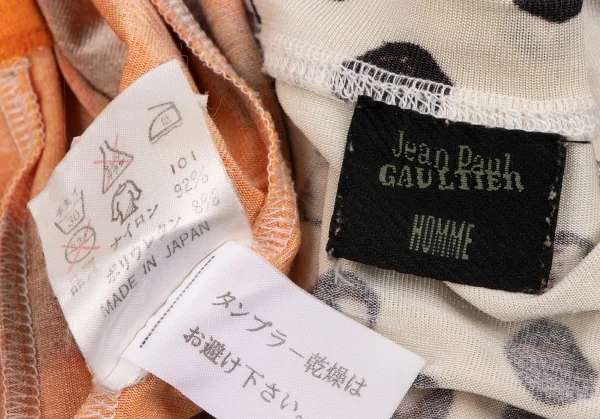 Jean Paul
GAULTIER
HOMME
101
ナイロン 92%
ポリウレタン 8%
MADE IN JAPAN
タンブラー乾燥は
お避け下さい。